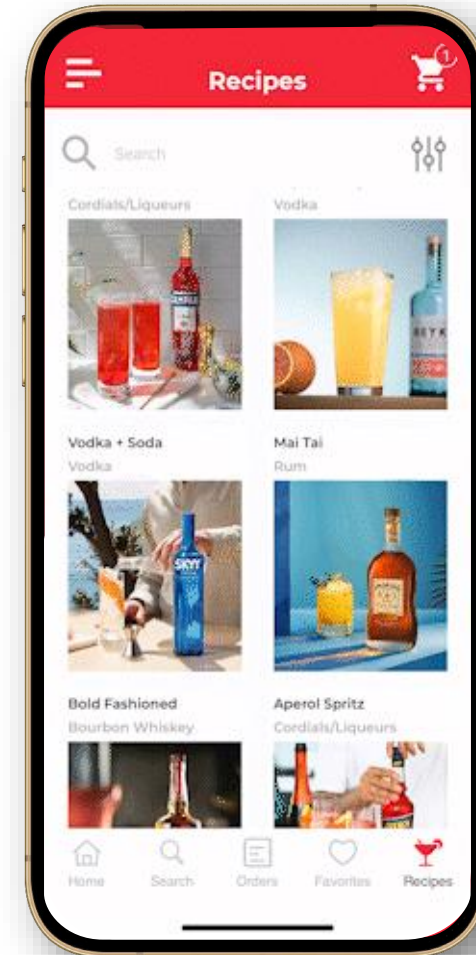 1
Recipes
Search
Cordials/Liqueurs
Vodka
Vodka + Soda
Mai Tai
Vodka
Rum
SKYY
Bold Fashioned
Aperol Spritz
Bourbon Whiskey
Cordials/Liqueurs
Home
Search
Orders
Favorites
Recipes